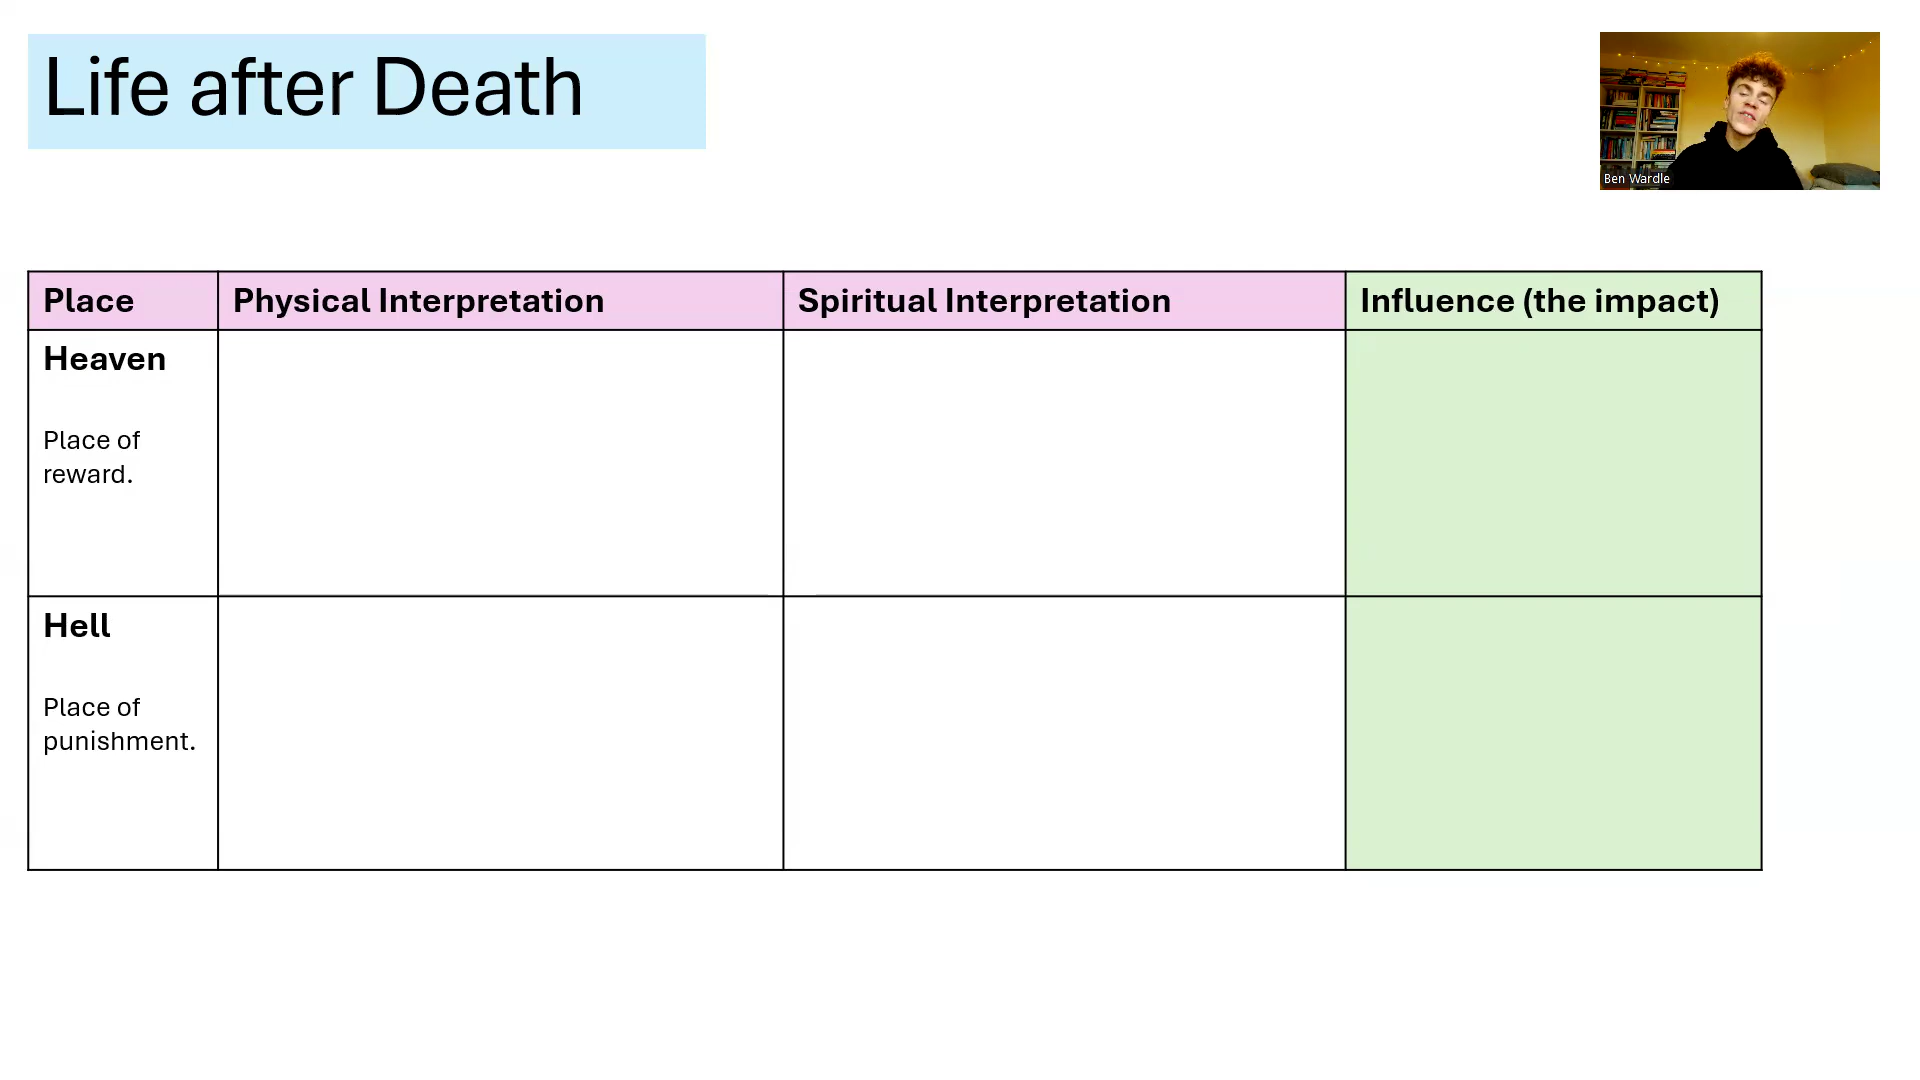 Life after Death
Ben Wardle
Place
Physical Interpretation
Spiritual Interpretation
Influence (the impact)
Heaven
Place of
reward.
Hell
Place of
punishment.